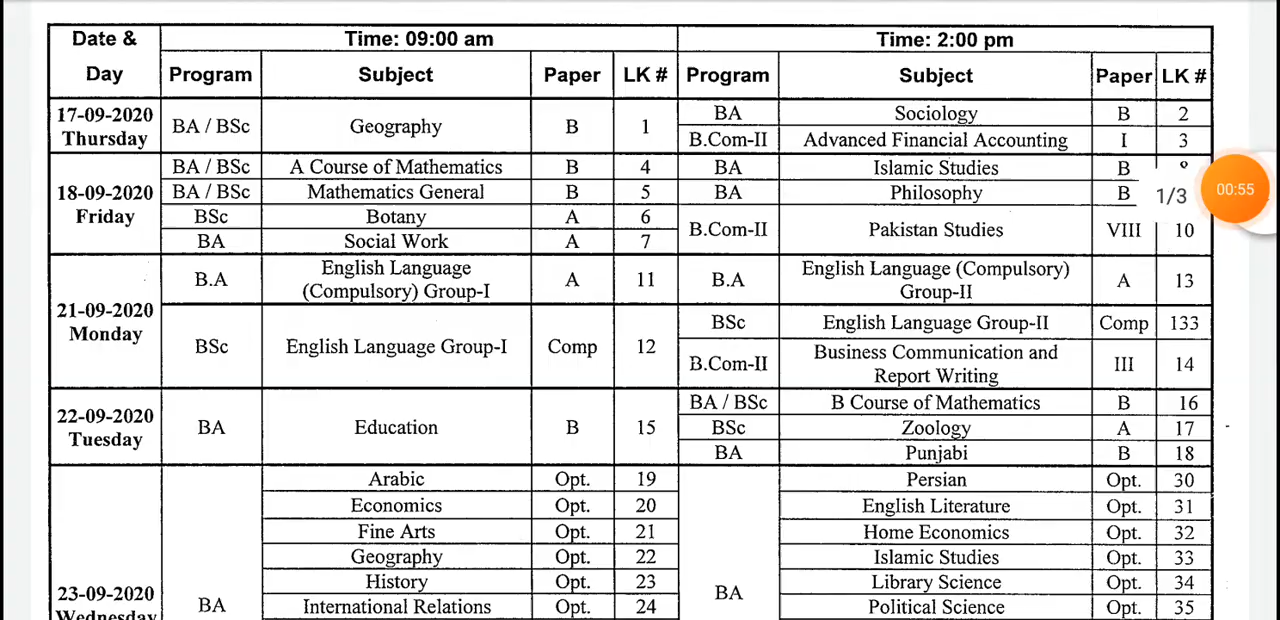 Date & Day Time: 09:00 am Time: 2:00 pm
Program Subject Paper LK # Program Subject Paper LK #
17-09-2020 Thursday
BA / BSc Geography B 1 BA Sociology B 2
B.Com-II Advanced Financial Accounting I 3
18-09-2020 Friday
BA / BSc A Course of Mathematics B 4 BA Islamic Studies B
BA / BSc Mathematics General B 5 BA Philosophy B
1/3
00:55
BSc Botany A 6 B.Com-II Pakistan Studies VIII 10
BA Social Work A 7
21-09-2020 Monday
B.A English Language (Compulsory) Group-I A 11 B.A English Language (Compulsory) Group-II A 13
BSc English Language Group-I Comp 12 BSc English Language Group-II Comp 133
B.Com-II Business Communication and Report Writing III 14
22-09-2020 Tuesday
BA Education B 15 BA / BSc B Course of Mathematics B 16
BSc Zoology A 17
BA Punjabi B 18
23-09-2020 Wednesday
BA BA
Arabic Opt. 19 Persian Opt. 30
Economics Opt. 20 English Literature Opt. 31
Fine Arts Opt. 21 Home Economics Opt. 32
Geography Opt. 22 Islamic Studies Opt. 33
History Opt. 23 Library Science Opt. 34
International Relations Opt. 24 Political Science Opt. 35